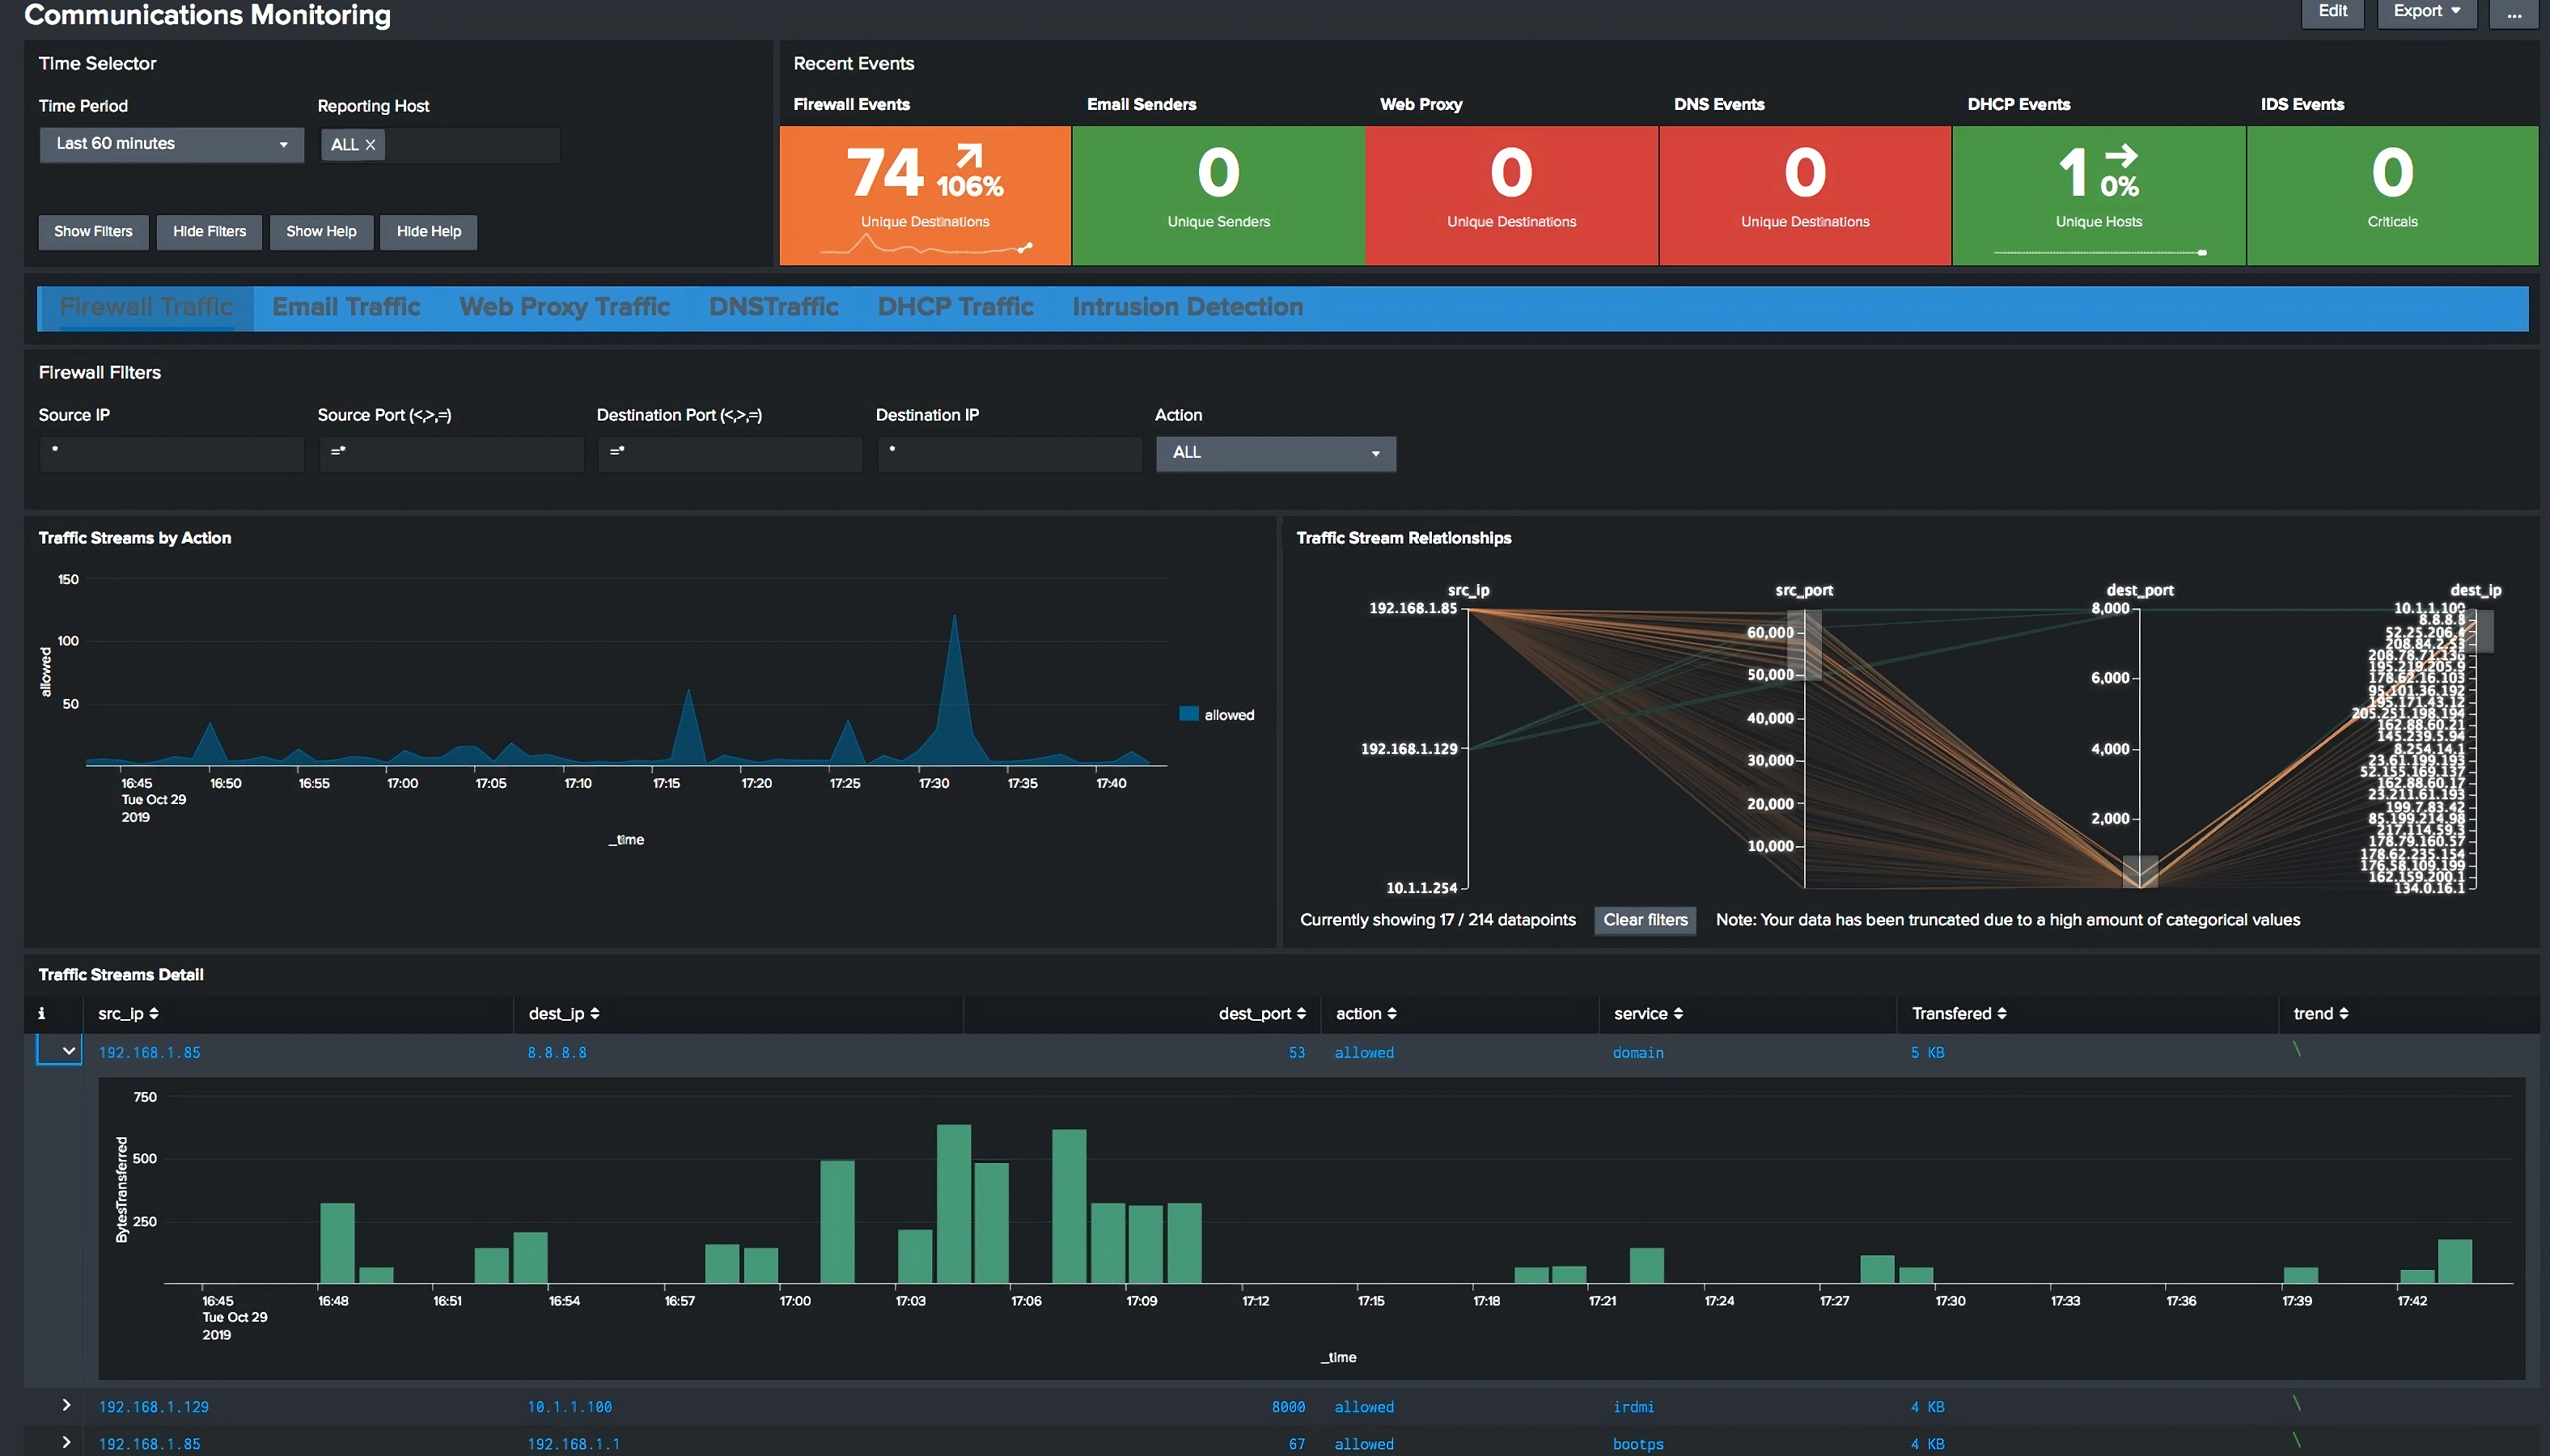 Communications Monitoring
Edit
Export
...
Time Selector
Time Period
Reporting Host
Last 60 minutes
ALL X
Show Filters
Hide Filters
Show Help
Hide Help
Recent Events
Firewall Events
Email Senders
Web Proxy
DNS Events
DHCP Events
IDS Events
74
106%
Unique Destinations
0
Unique Senders
0
Unique Destinations
0
Unique Destinations
1
0%
Unique Hosts
0
Criticals
Firewall Traffic
Email Traffic
Web Proxy Traffic
DNSTraffic
DHCP Traffic
Intrusion Detection
Firewall Filters
Source IP
Source Port (<,>,=)
Destination Port (<,>,=)
Destination IP
Action
*
=*
=*
*
ALL
Traffic Streams by Action
150
100
50
allowed
allowed
16:45
16:50
16:55
17:00
17:05
17:10
17:15
17:20
17:25
17:30
17:35
17:40
Tue Oct 29
2019
_time
Traffic Stream Relationships
src_ip
src_port
dest_port
dest_ip
192.168.1.85
192.168.1.129
10.1.1.254
60,000
50,000
40,000
30,000
20,000
10,000
8,000
6,000
4,000
2,000
10.1.1.100
8.8.8.8
52.25.206.4
208.84.2.53
208.78.71.136
195.219.205.9
178.62.16.103
95.101.36.192
195.171.43.12
205.251.198.194
162.88.60.21
145.239.5.94
8.254.14.1
23.61.199.193
52.155.169.137
162.88.60.17
23.211.61.193
199.7.83.42
85.199.214.98
217.114.59.3
178.79.160.57
178.62.235.154
176.58.109.199
162.159.200.1
134.0.16.1
Currently showing 17 / 214 datapoints
Clear filters
Note: Your data has been truncated due to a high amount of categorical values
Traffic Streams Detail
i
src_ip
dest_ip
dest_port
action
service
Transfered
trend
192.168.1.85
8.8.8.8
53
allowed
domain
5 KB
750
500
250
BytesTransferred
16:45
16:48
16:51
16:54
16:57
17:00
17:03
17:06
17:09
17:12
17:15
17:18
17:21
17:24
17:27
17:30
17:33
17:36
17:39
17:42
Tue Oct 29
2019
_time
192.168.1.129
10.1.1.100
8000
allowed
irdmi
4 KB
192.168.1.85
192.168.1.1
67
allowed
bootps
4 KB